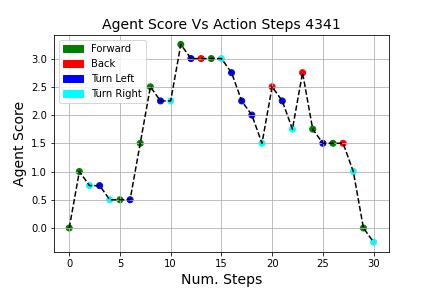 Agent Score Vs Action Steps 4341
Agent Score
3.0
2.5
2.0
1.5
1.0
0.5
0.0
Forward
Back
Turn Left
Turn Right
0 5 10 15 20 25 30
Num. Steps